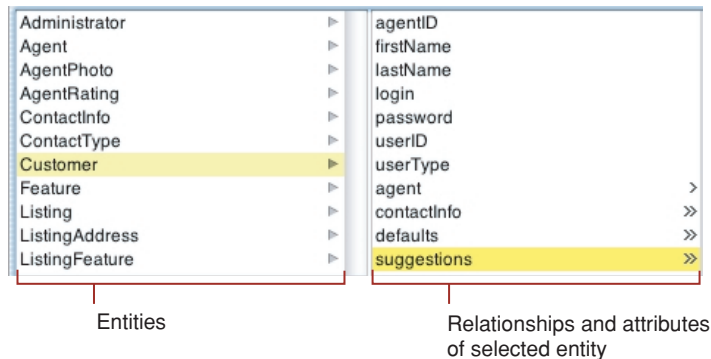 Administrator
Agent
AgentPhoto
AgentRating
ContactInfo
ContactType
Customer
Feature
Listing
ListingAddress
ListingFeature
agentID
firstName
lastName
login
password
userID
userType
agent >
contactInfo >>
defaults >>
suggestions >>
Entities
Relationships and attributes
of selected entity